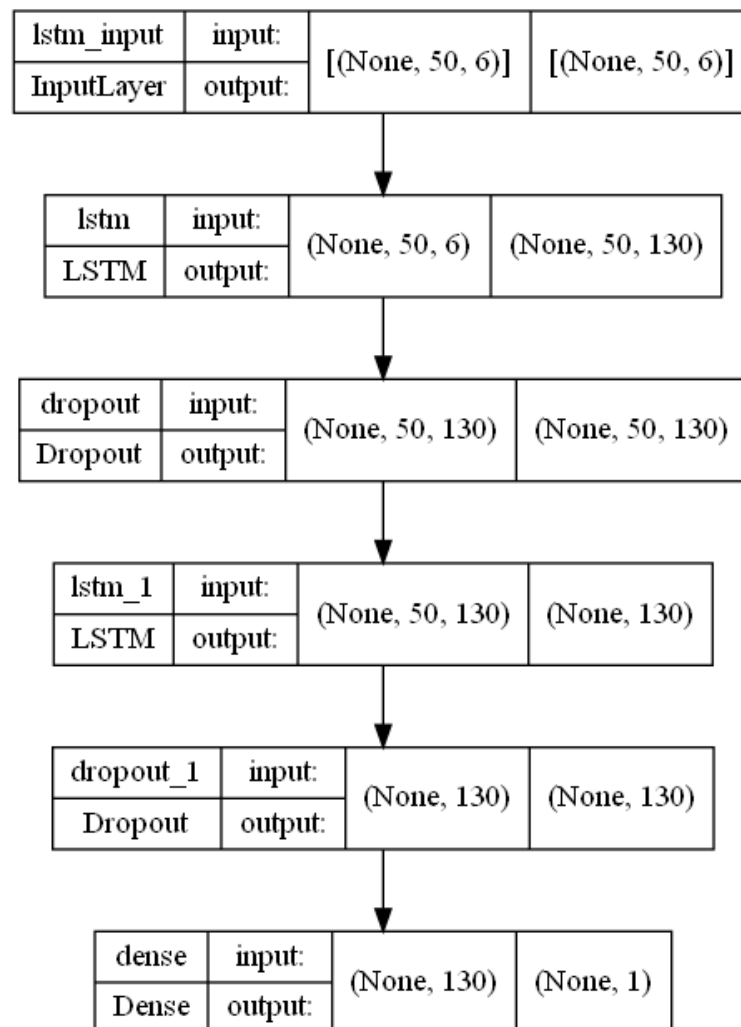 lstm_input input: [(None, 50, 6)] [(None, 50, 6)]
InputLayer output:
lstm input: (None, 50, 6) (None, 50, 130)
LSTM output:
dropout input: (None, 50, 130) (None, 50, 130)
Dropout output:
lstm_1 input: (None, 50, 130) (None, 130)
LSTM output:
dropout_1 input: (None, 130) (None, 130)
Dropout output:
dense input: (None, 130) (None, 1)
Dense output: